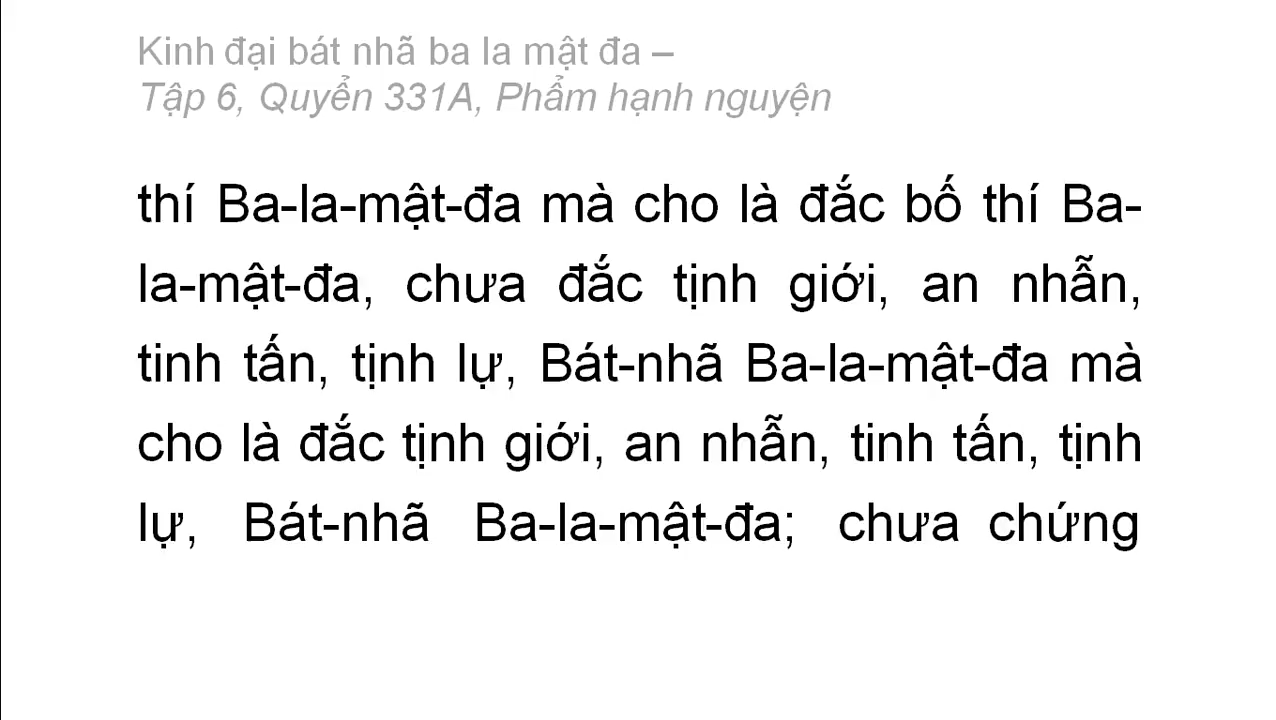 Kinh đại bát nhã ba la mật đa –
Tập 6, Quyển 331A, Phẩm hạnh nguyện
thí Ba-la-mật-đa mà cho là đắc bố thí Ba-
la-mật-đa, chưa đắc tịnh giới, an nhẫn,
tinh tấn, tịnh lự, Bát-nhã Ba-la-mật-đa mà
cho là đắc tịnh giới, an nhẫn, tinh tấn, tịnh
lự, Bát-nhã Ba-la-mật-đa; chưa chứng